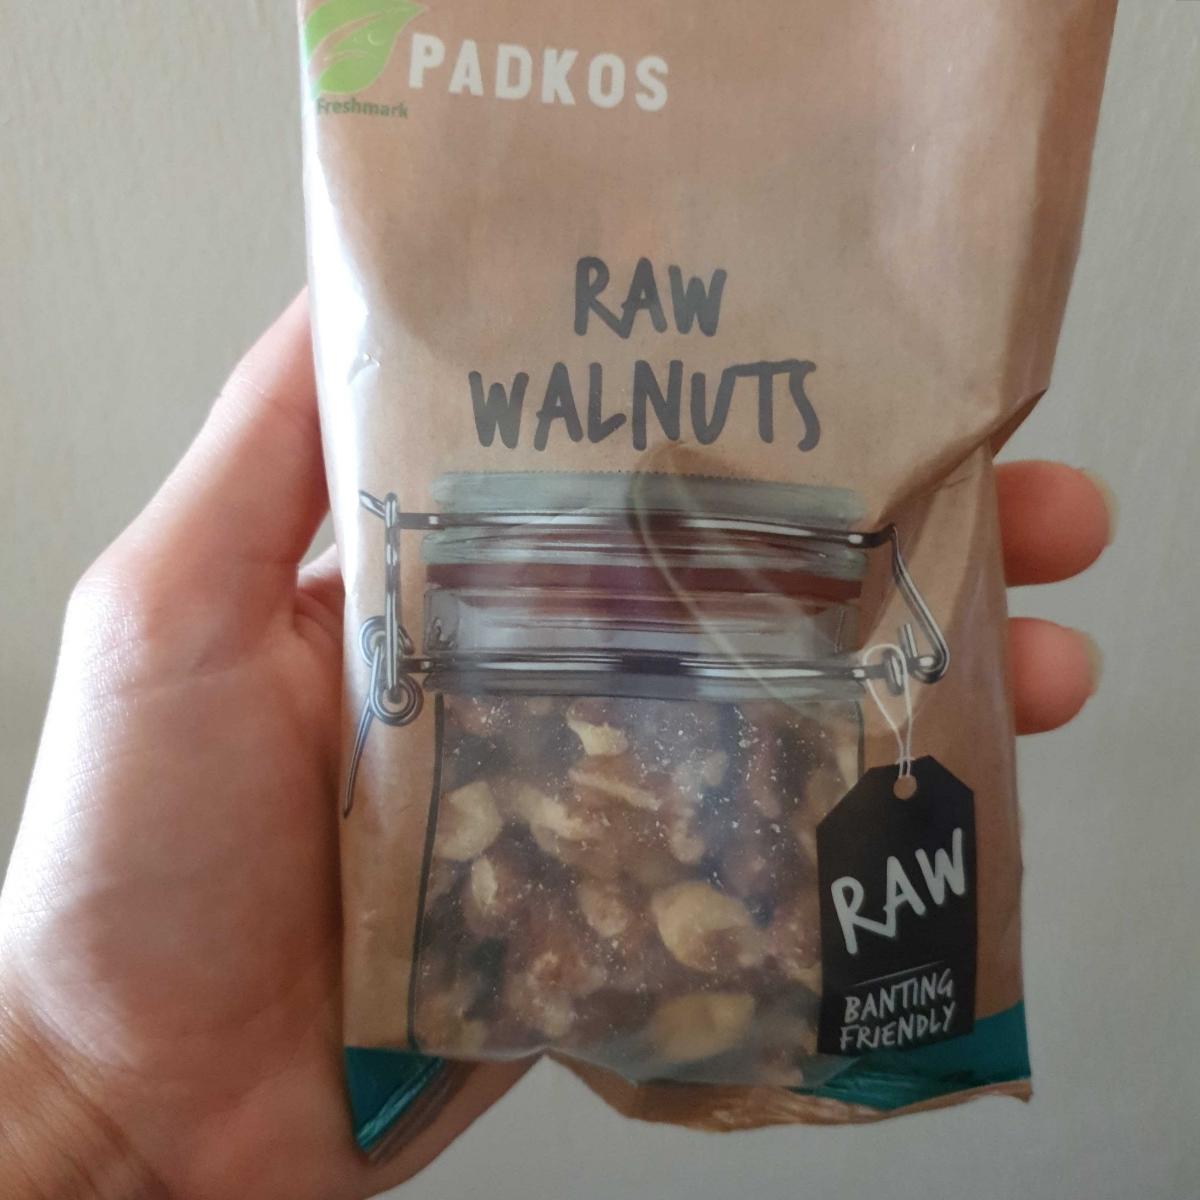 PADKOS
Freshmark
RAW
WALNUTS
RAW
BANTING
FRIENDLY